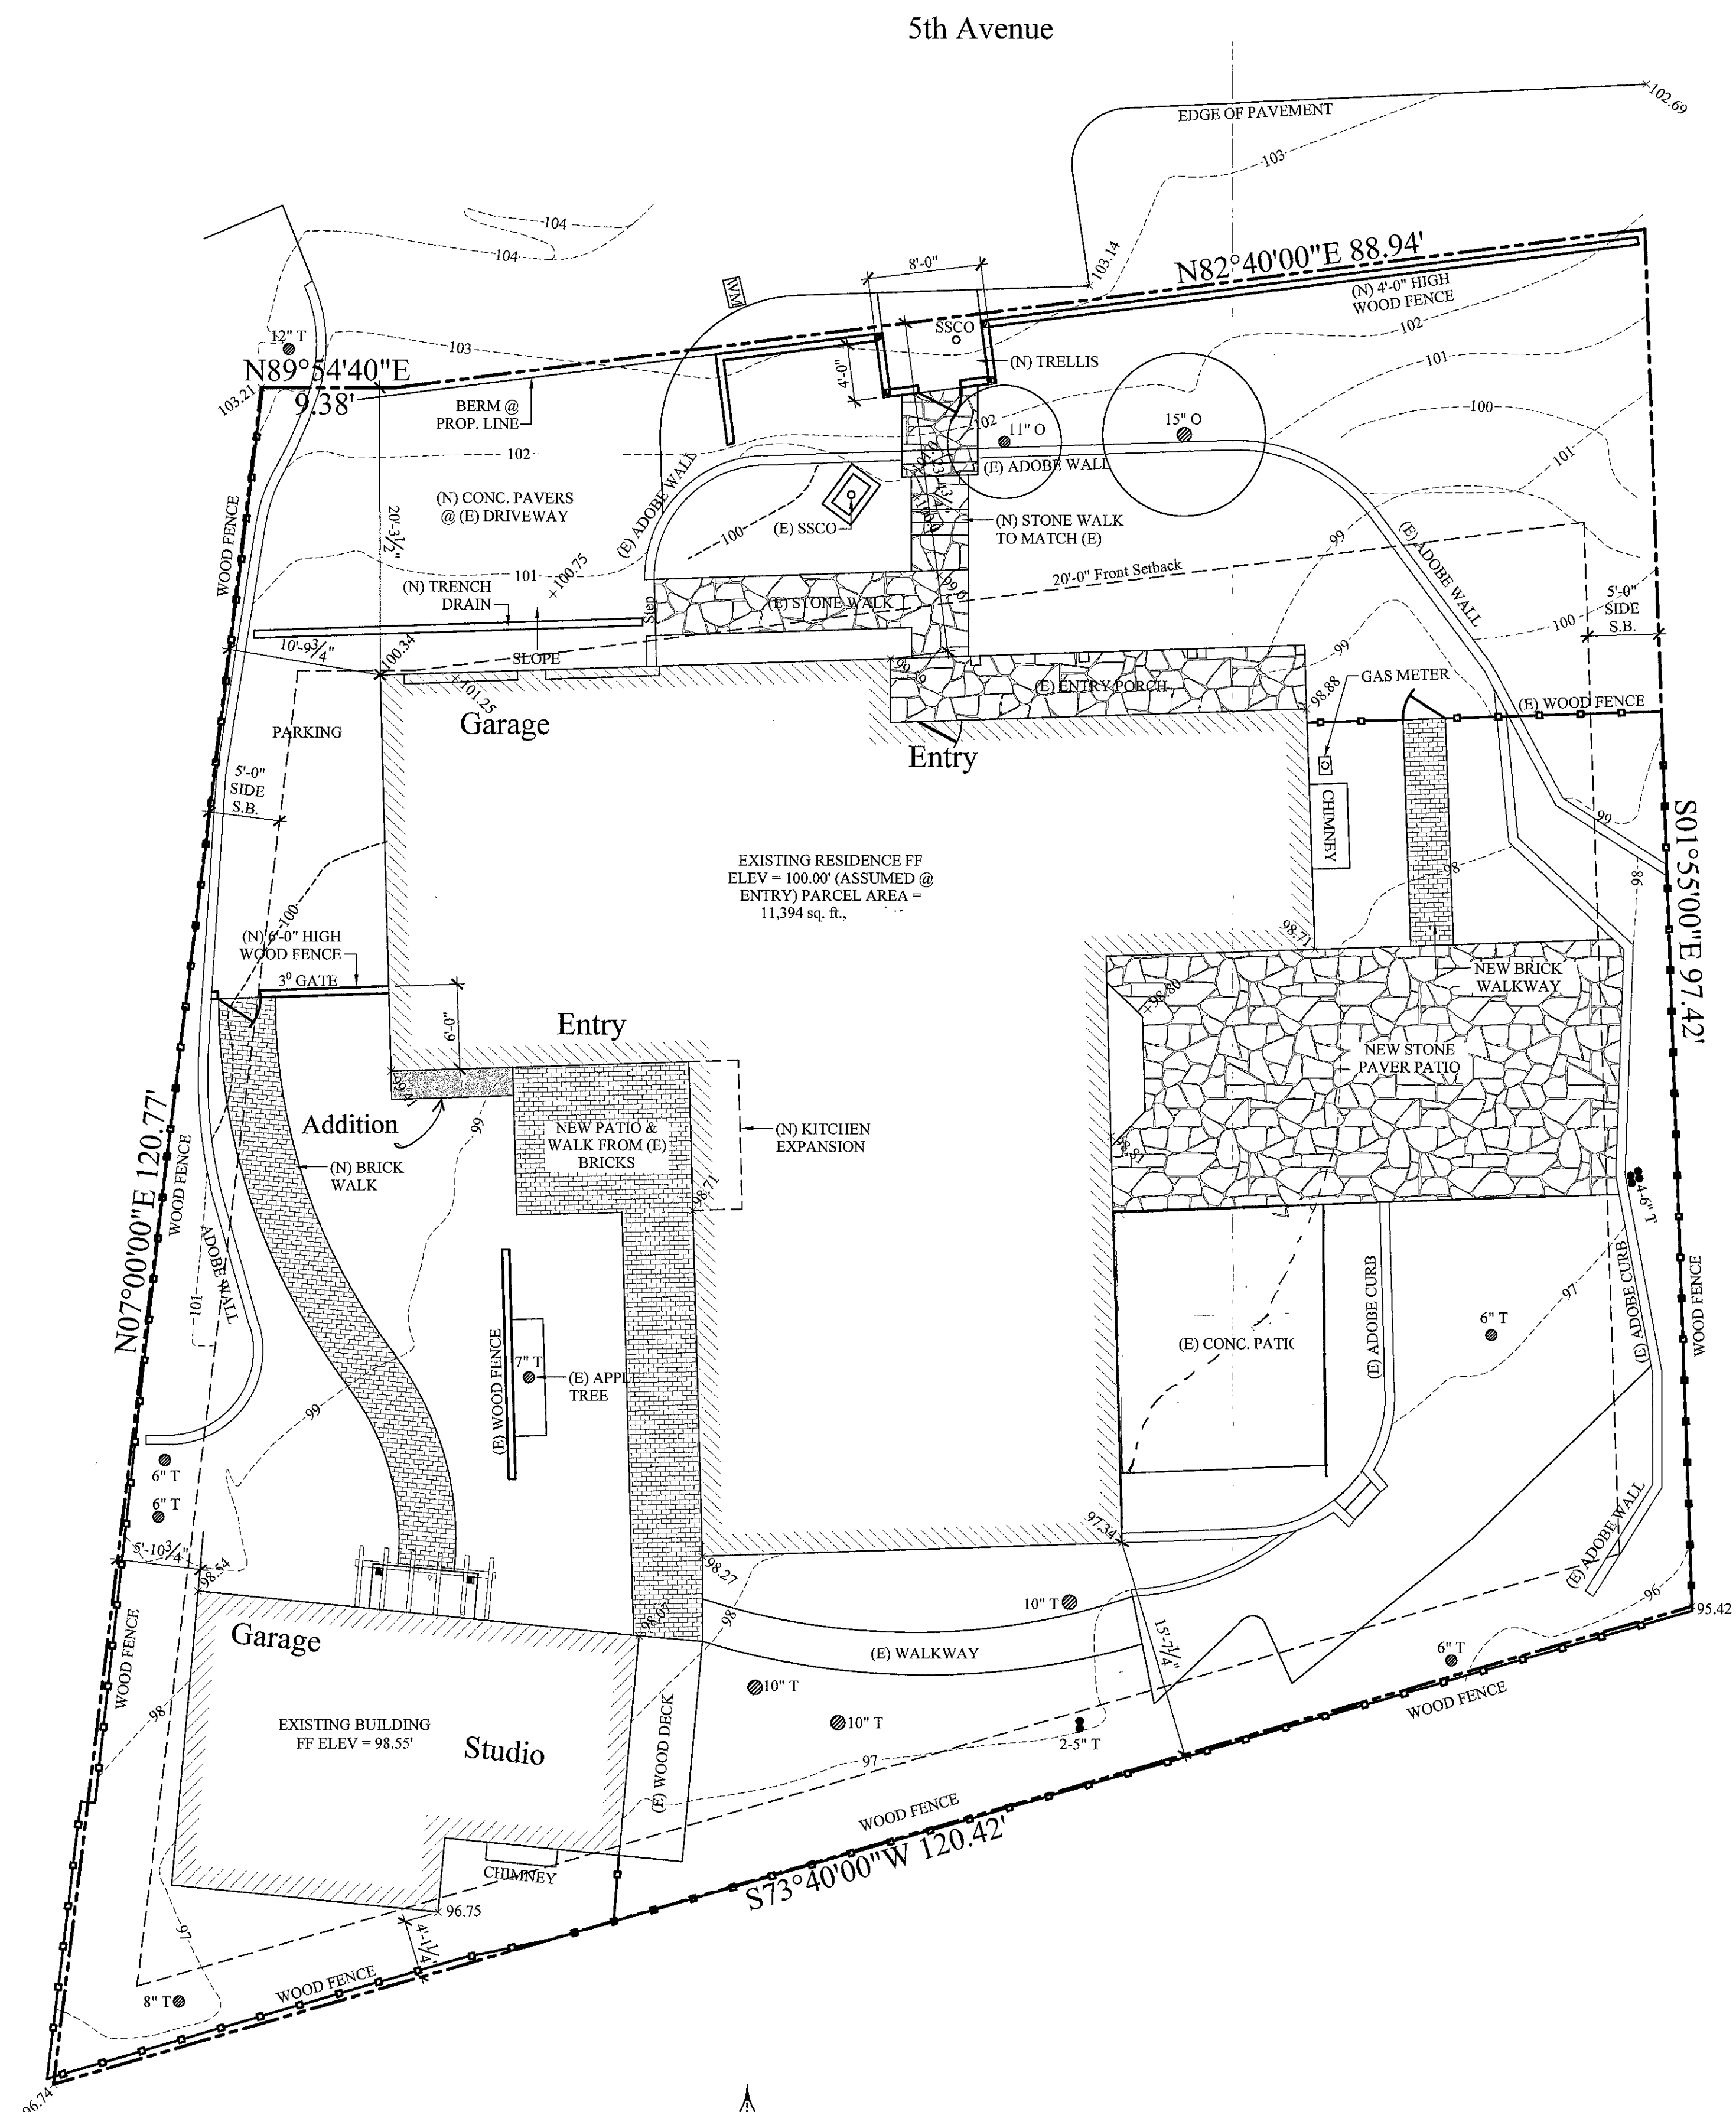 5th Avenue
102.69
EDGE OF PAVEMENT
103
104
104
N82°40'00"E 88.94'
103.14
8'-0"
WM
(N) 4'-0" HIGH
WOOD FENCE
102
SSCO
12" T
103
(N) TRELLIS
101
N89°54'40"E
9.38'
103.21
4'-0"
BERM @
PROP. LINE
100
102
11" O
15" O
102
101
(E) ADOBE WALL
(E) ADOBE WALL
(N) CONC. PAVERS
@ (E) DRIVEWAY
20'-3½"
WOOD FENCE
100
(E) SSCO
(N) STONE WALK
TO MATCH (E)
99
(E) ADOBE WALL
20'-0" Front Setback
101
100.75
(N) TRENCH
DRAIN
Step
(E) STONE WALK
99.0
5'-0"
SIDE
S.B.
100
10'-9¾"
100.34
SLOPE
99
99.59
(E) ENTRY PORCH
98.88
GAS METER
(E) WOOD FENCE
101.25
Garage
PARKING
Entry
5'-0"
SIDE
S.B.
CHIMNEY
99
S01°55'00"E 97.42'
EXISTING RESIDENCE FF
ELEV = 100.00' (ASSUMED @
ENTRY) PARCEL AREA =
11,394 sq. ft.,
98
98
100
98.71
(N) 6'-0" HIGH
WOOD FENCE
3⁰ GATE
NEW BRICK
WALKWAY
98.80
6'-0"
Entry
NEW STONE
PAVER PATIO
99.41
Addition
99
NEW PATIO &
WALK FROM (E)
BRICKS
(N) KITCHEN
EXPANSION
N07°00'00"E 120.77'
WOOD FENCE
(N) BRICK
WALK
98.81
98.71
4-6" T
ADOBE WALL
101
(E) ADOBE CURB
97
(E) ADOBE CURB
WOOD FENCE
6" T
(E) CONC. PATIO
(E) WOOD FENCE
7" T
(E) APPLE
TREE
99
6" T
6" T
(E) ADOBE WALL
97.34
5'-10¾"
98.54
98.27
96
95.42
10" T
98.07
98
WOOD FENCE
Garage
(E) WALKWAY
15'-7¼"
6" T
10" T
98
EXISTING BUILDING
FF ELEV = 98.55'
Studio
(E) WOOD DECK
10" T
2-5" T
WOOD FENCE
97
WOOD FENCE
S73°40'00"W 120.42'
CHIMNEY
96.75
4'-1¼"
97
WOOD FENCE
8" T
96.74